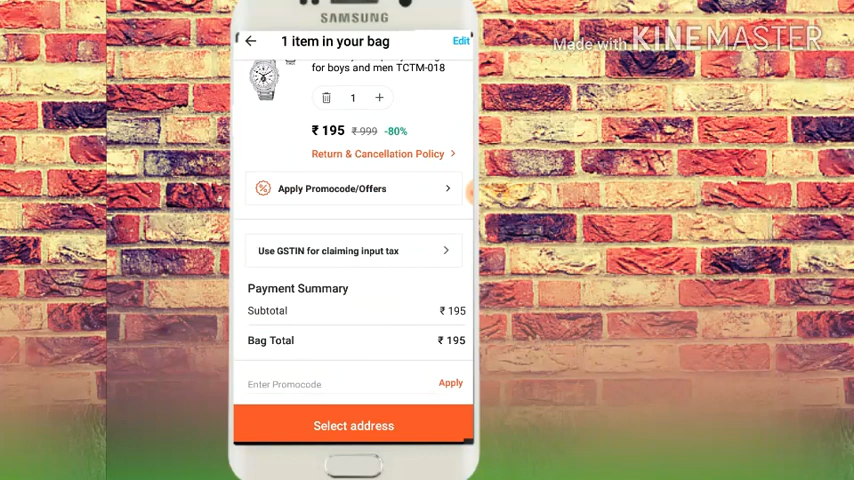 SAMSUNG
Made with KINEMASTER
1 item in your bag
Edit
for boys and men TCTM-018
1 +
₹ 195 ₹ 999 -80%
Return & Cancellation Policy >
Apply Promocode/Offers >
Use GSTIN for claiming input tax >
Payment Summary
Subtotal ₹ 195
Bag Total ₹ 195
Enter Promocode Apply
Select address